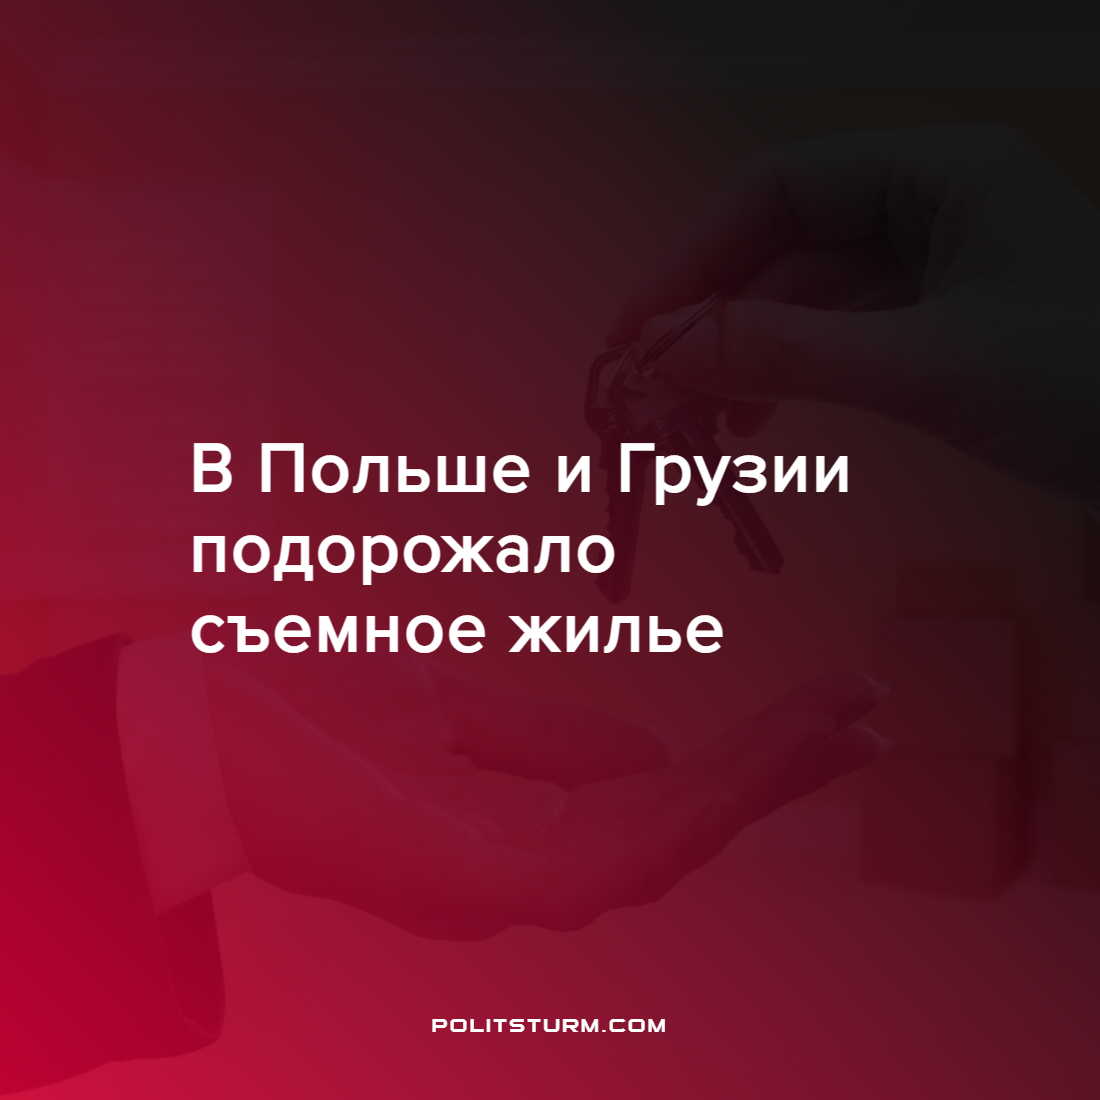 В Польше и Грузии
подорожало
съемное жилье
POLITSTURM.COM